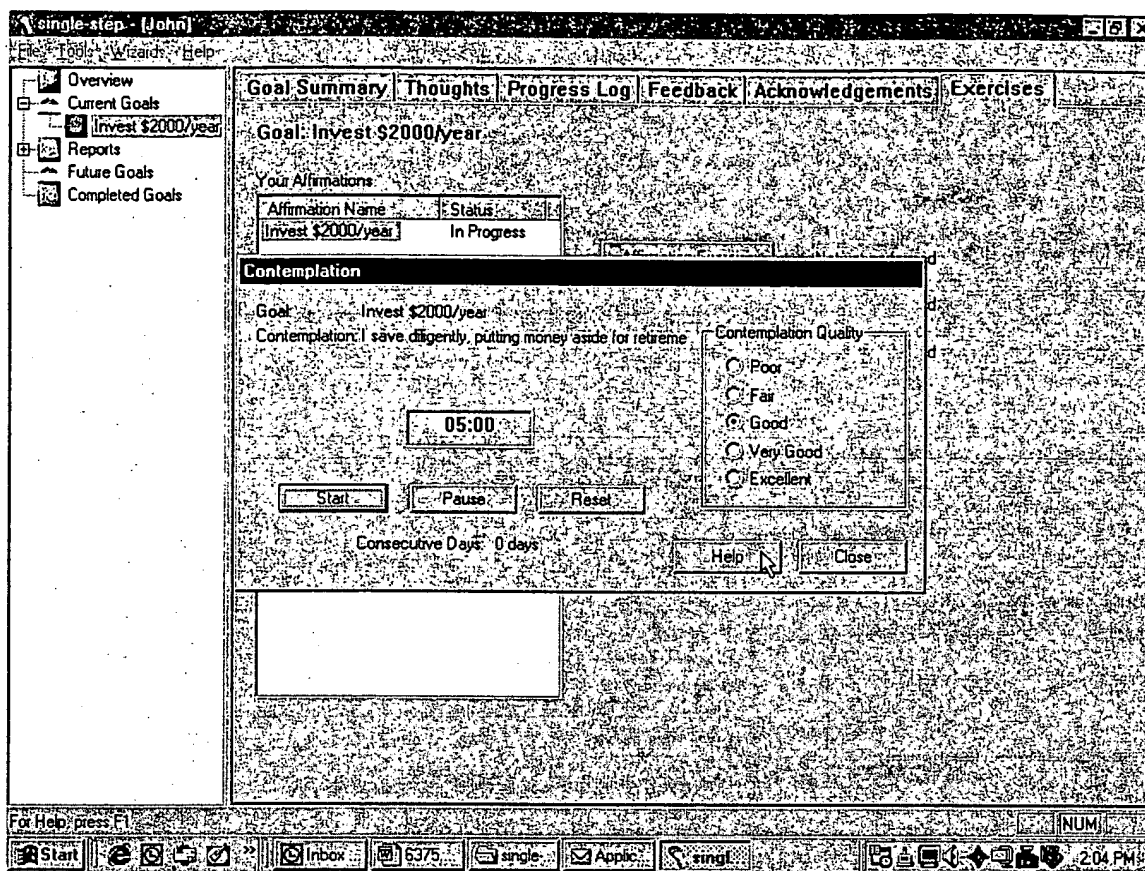 single-step - [John]
File Tools Wizards Help
Overview
Current Goals
Invest $2000/year
Reports
Future Goals
Completed Goals
Goal Summary Thoughts Progress Log Feedback Acknowledgements Exercises
Goal: Invest $2000/year
Your Affirmations:
Affirmation Name Status
Invest $2000/year In Progress
Contemplation
Goal: Invest $2000/year
Contemplation: I save diligently, putting money aside for retireme
Contemplation Quality
Poor
Fair
Good
Very Good
Excellent
05:00
Start Pause Reset
Consecutive Days: 0 days
Help Close
For Help, press F1
NUM
Start » Inbox ... 5375... single-... Applic... singl... 2:04 PM